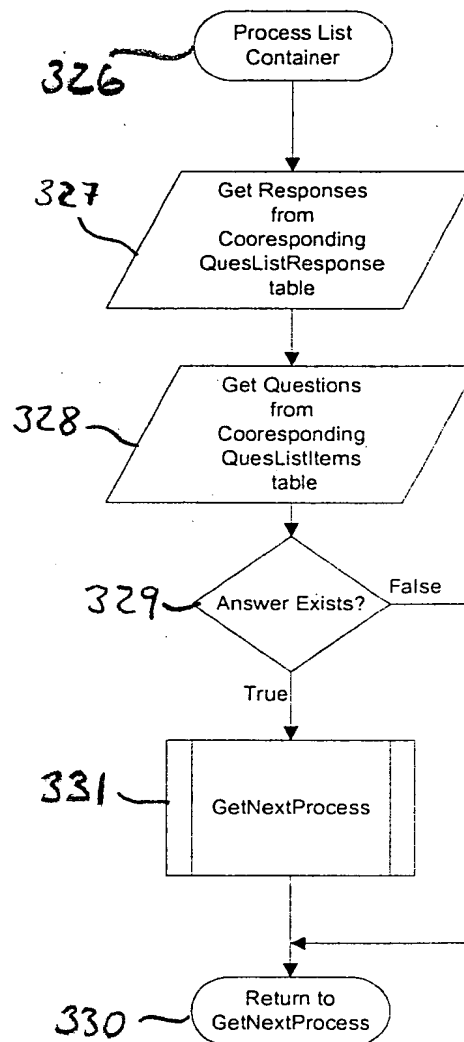 Process List
Container
326
327
Get Responses
from
Cooresponding
QuesListResponse
table
Get Questions
from
Cooresponding
QuesListItems
table
328
329
Answer Exists?
False
True
331
GetNextProcess
Return to
GetNextProcess
330